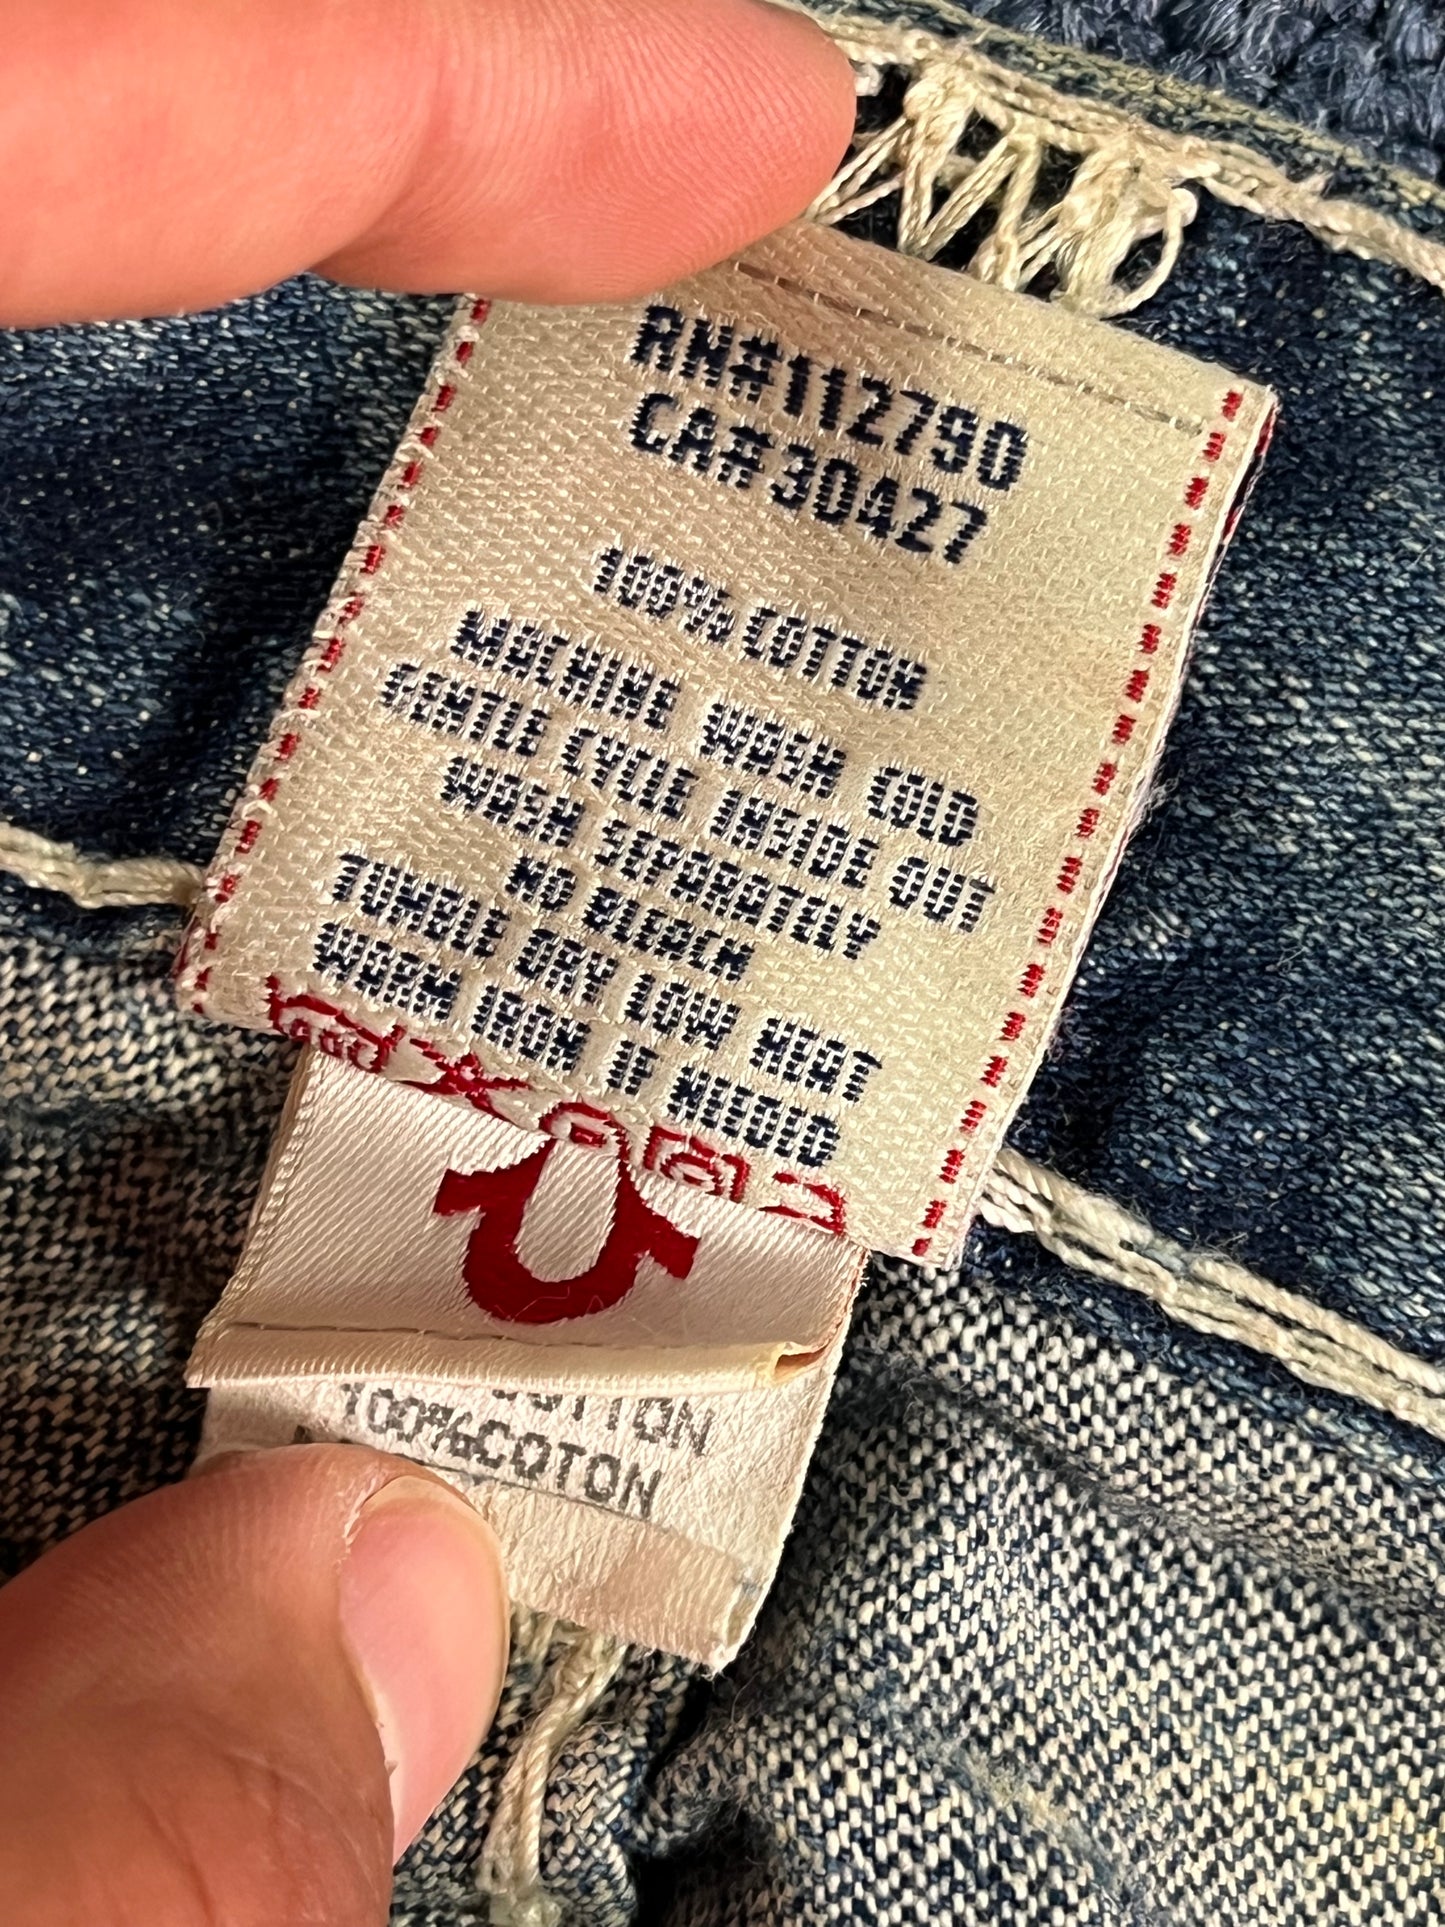 RN#112790
CA#30427
100% COTTON
MACHINE WASH COLD
GENTLE CYCLE INSIDE OUT
WASH SEPARATELY
NO BLEACH
TUMBLE DRY LOW HEAT
WARM IRON IF NEEDED
COTTON
100%COTON